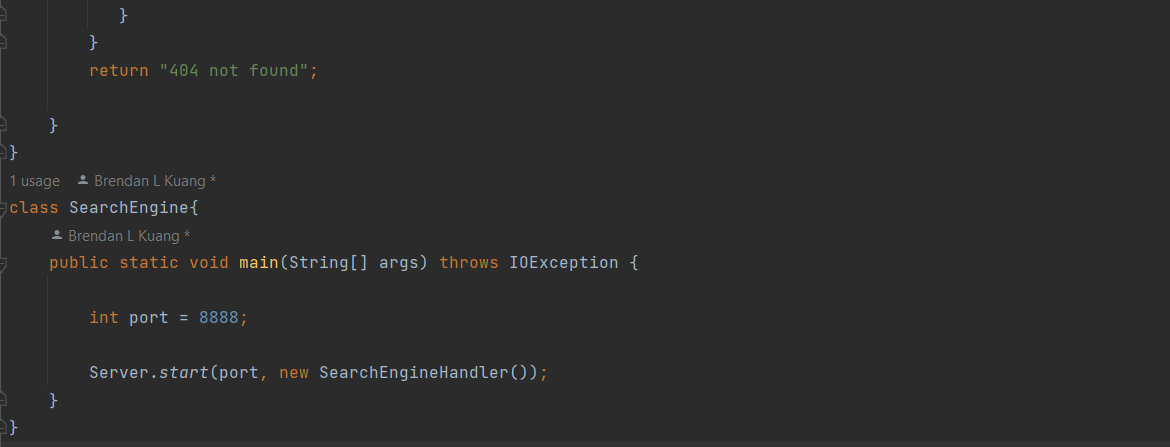 }
}
return "404 not found";
}
}
1 usage Brendan L Kuang *
class SearchEngine{
Brendan L Kuang *
public static void main(String[] args) throws IOException {
int port = 8888;
Server.start(port, new SearchEngineHandler());
}
}